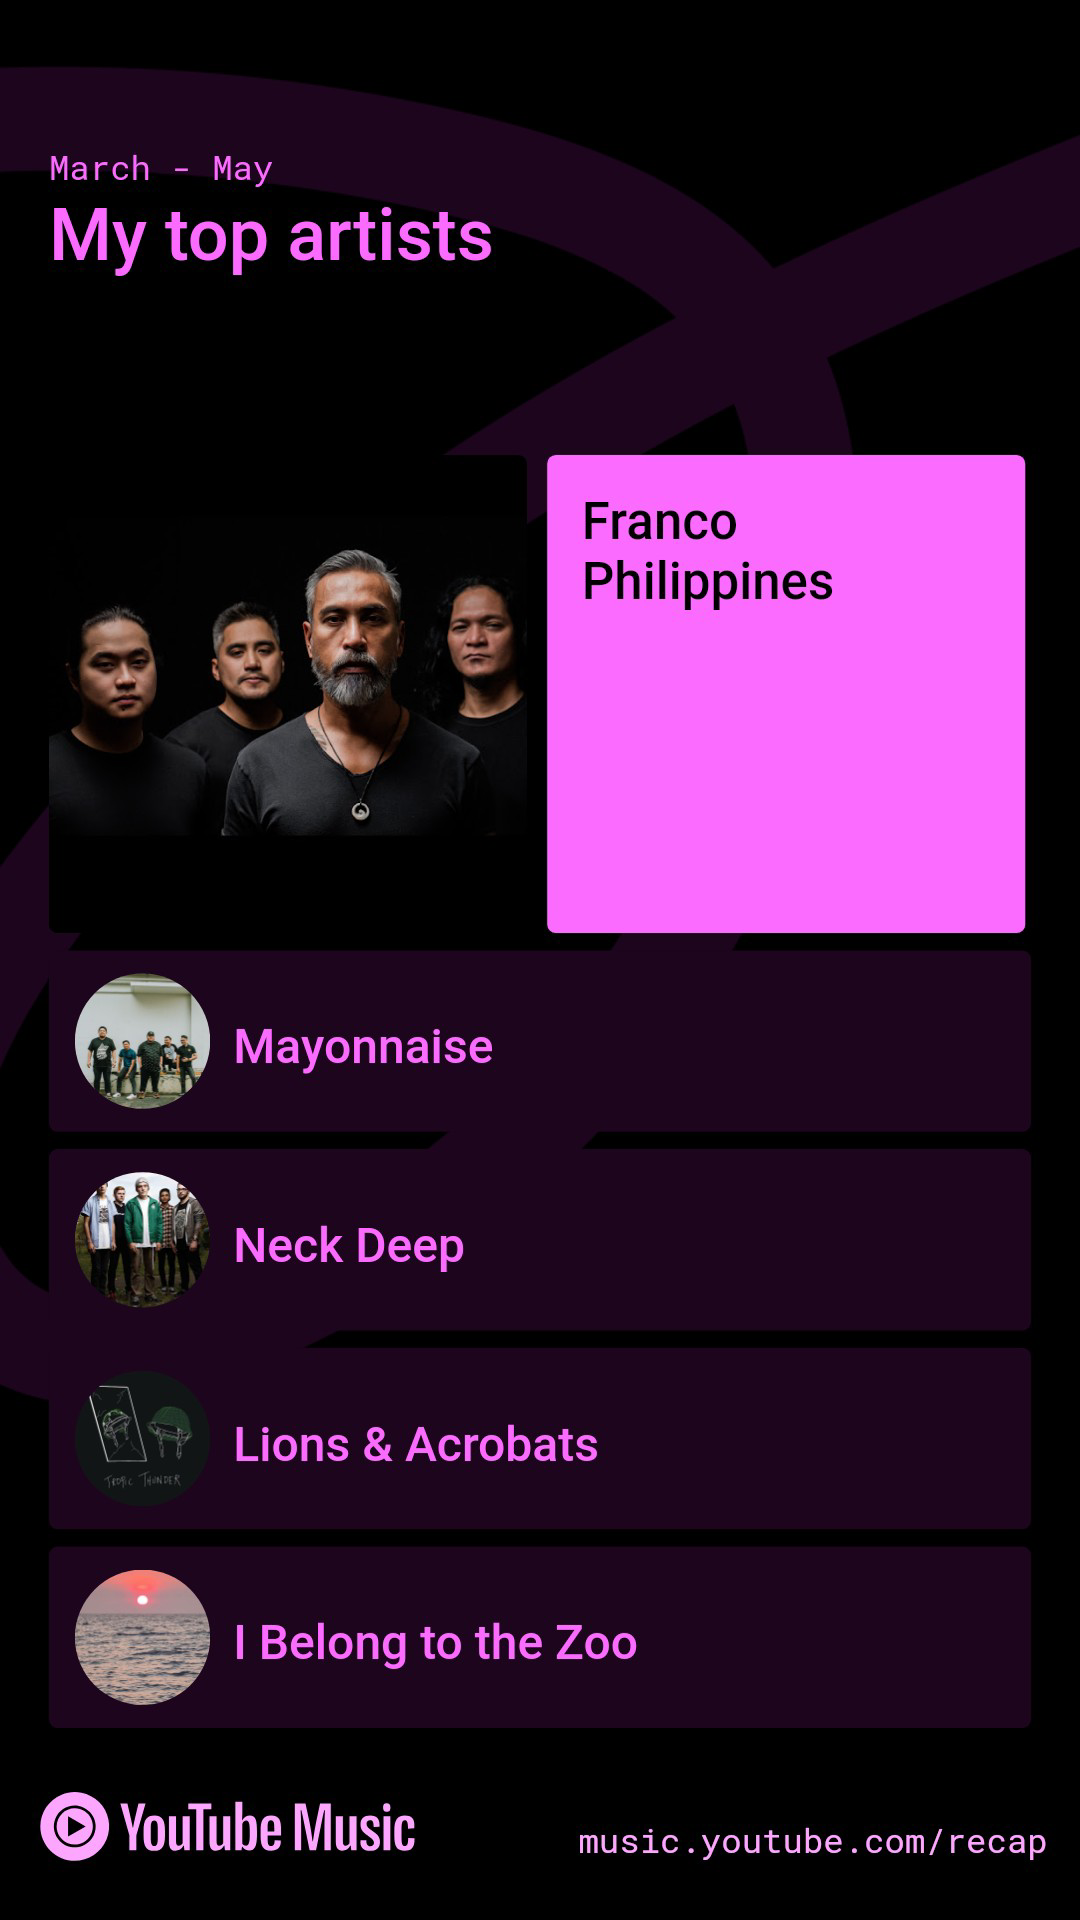 March - May
My top artists
Franco
Philippines
Mayonnaise
Neck Deep
TROPIC THUNDER
Lions & Acrobats
I Belong to the Zoo
YouTube Music
music.youtube.com/recap